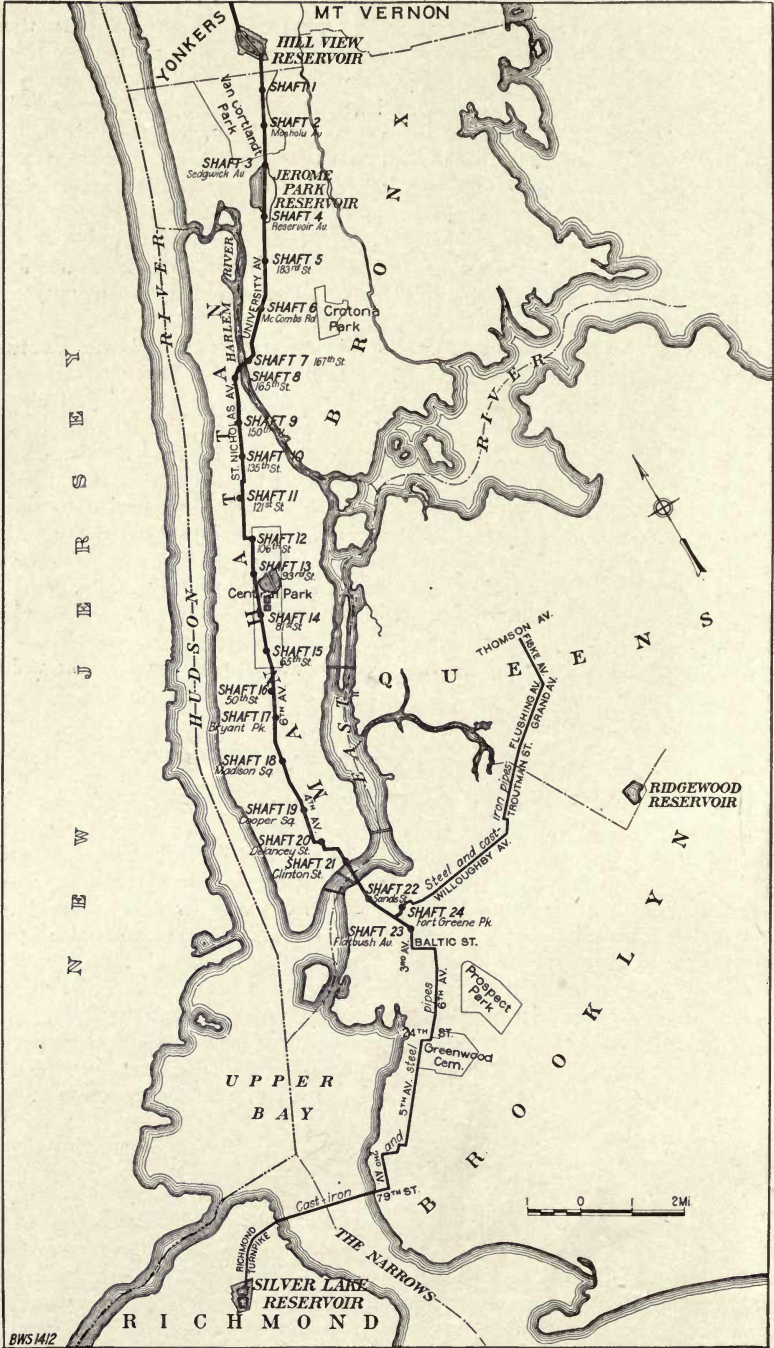 MT VERNON
YONKERS
HILL VIEW
RESERVOIR
SHAFT 1
Van Cortlandt
Park
SHAFT 2
Mosholu Av
SHAFT 3
Sedgwick Av
JEROME
PARK
RESERVOIR
SHAFT 4
Reservoir Av.
SHAFT 5
183rd St
UNIVERSITY AV
HARLEM
RIVER
SHAFT 6
McCombs Rd
Crotona
Park
BRONX
SHAFT 7 167th St.
SHAFT 8
165th St.
ST. NICHOLAS AV.
SHAFT 9
150th St.
SHAFT 10
135th St.
SHAFT 11
121st St
SHAFT 12
106th St
SHAFT 13
93rd St.
Central Park
SHAFT 14
81st St.
SHAFT 15
65th St.
SHAFT 16
50th St
6TH AV.
SHAFT 17
Bryant Pk.
SHAFT 18
Madison Sq
MANHATTAN
4TH AV.
SHAFT 19
Cooper Sq.
SHAFT 20
Delancey St.
SHAFT 21
Clinton St.
HUDSON RIVER
NEW JERSEY
EAST RIVER
QUEENS
THOMSON AV.
FISKE AV.
FLUSHING AV.
GRAND AV.
TROUTMAN ST.
Steel and cast-iron pipes
WILLOUGHBY AV.
RIDGEWOOD
RESERVOIR
SHAFT 22
Sands St
SHAFT 24
Fort Greene Pk.
SHAFT 23
Flatbush Au.
BALTIC ST.
3RD AV.
6TH AV.
Prospect
Park
24TH ST.
Greenwood
Cem.
5TH AV.
2ND AV
79TH ST.
Cast-iron and steel pipes
BROOKLYN
UPPER
BAY
1 0 1 2Mi.
THE NARROWS
RICHMOND
TURNPIKE
SILVER LAKE
RESERVOIR
RICHMOND
BWS 1412